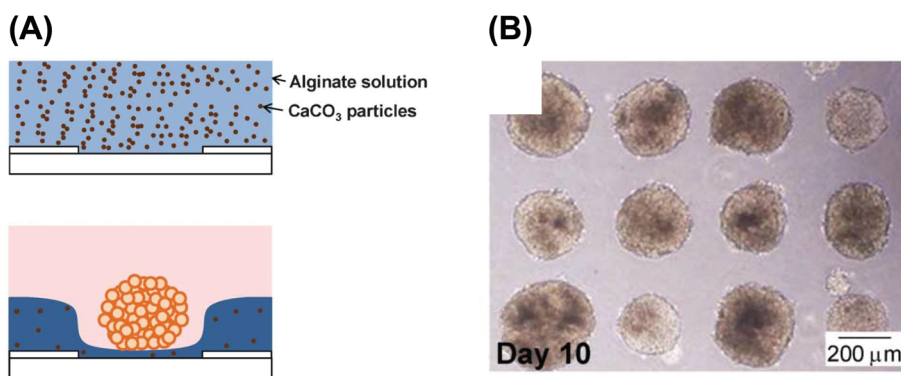 (A)
(B)
Alginate solution
CaCO₃ particles
Day 10
200 μm